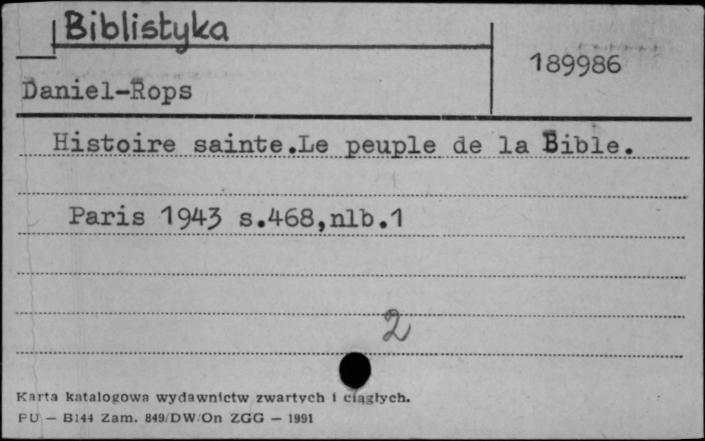 Biblistyka
189986
Daniel-Rops
Histoire sainte.Le peuple de la Bible.
Paris 1943 s.468,nlb.1
2
Karta katalogowa wydawnictw zwartych i ciągłych.
PU — B144 Zam. 849/DW/On ZGG — 1991